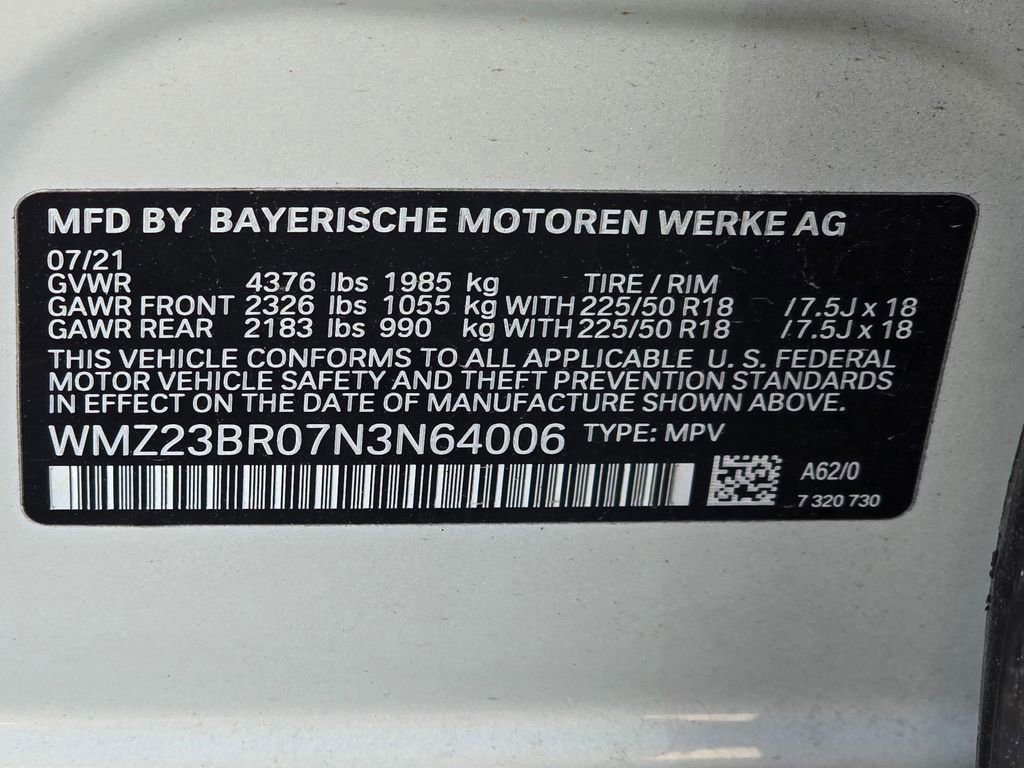 MFD BY BAYERISCHE MOTOREN WERKE AG
07/21
GVWR 4376 lbs 1985 kg TIRE / RIM
GAWR FRONT 2326 lbs 1055 kg WITH 225/50 R18 /7.5J x 18
GAWR REAR 2183 lbs 990 kg WITH 225/50 R18 /7.5J x 18
THIS VEHICLE CONFORMS TO ALL APPLICABLE U. S. FEDERAL
MOTOR VEHICLE SAFETY AND THEFT PREVENTION STANDARDS
IN EFFECT ON THE DATE OF MANUFACTURE SHOWN ABOVE.
WMZ23BR07N3N64006 TYPE: MPV
A62/0
7 320 730